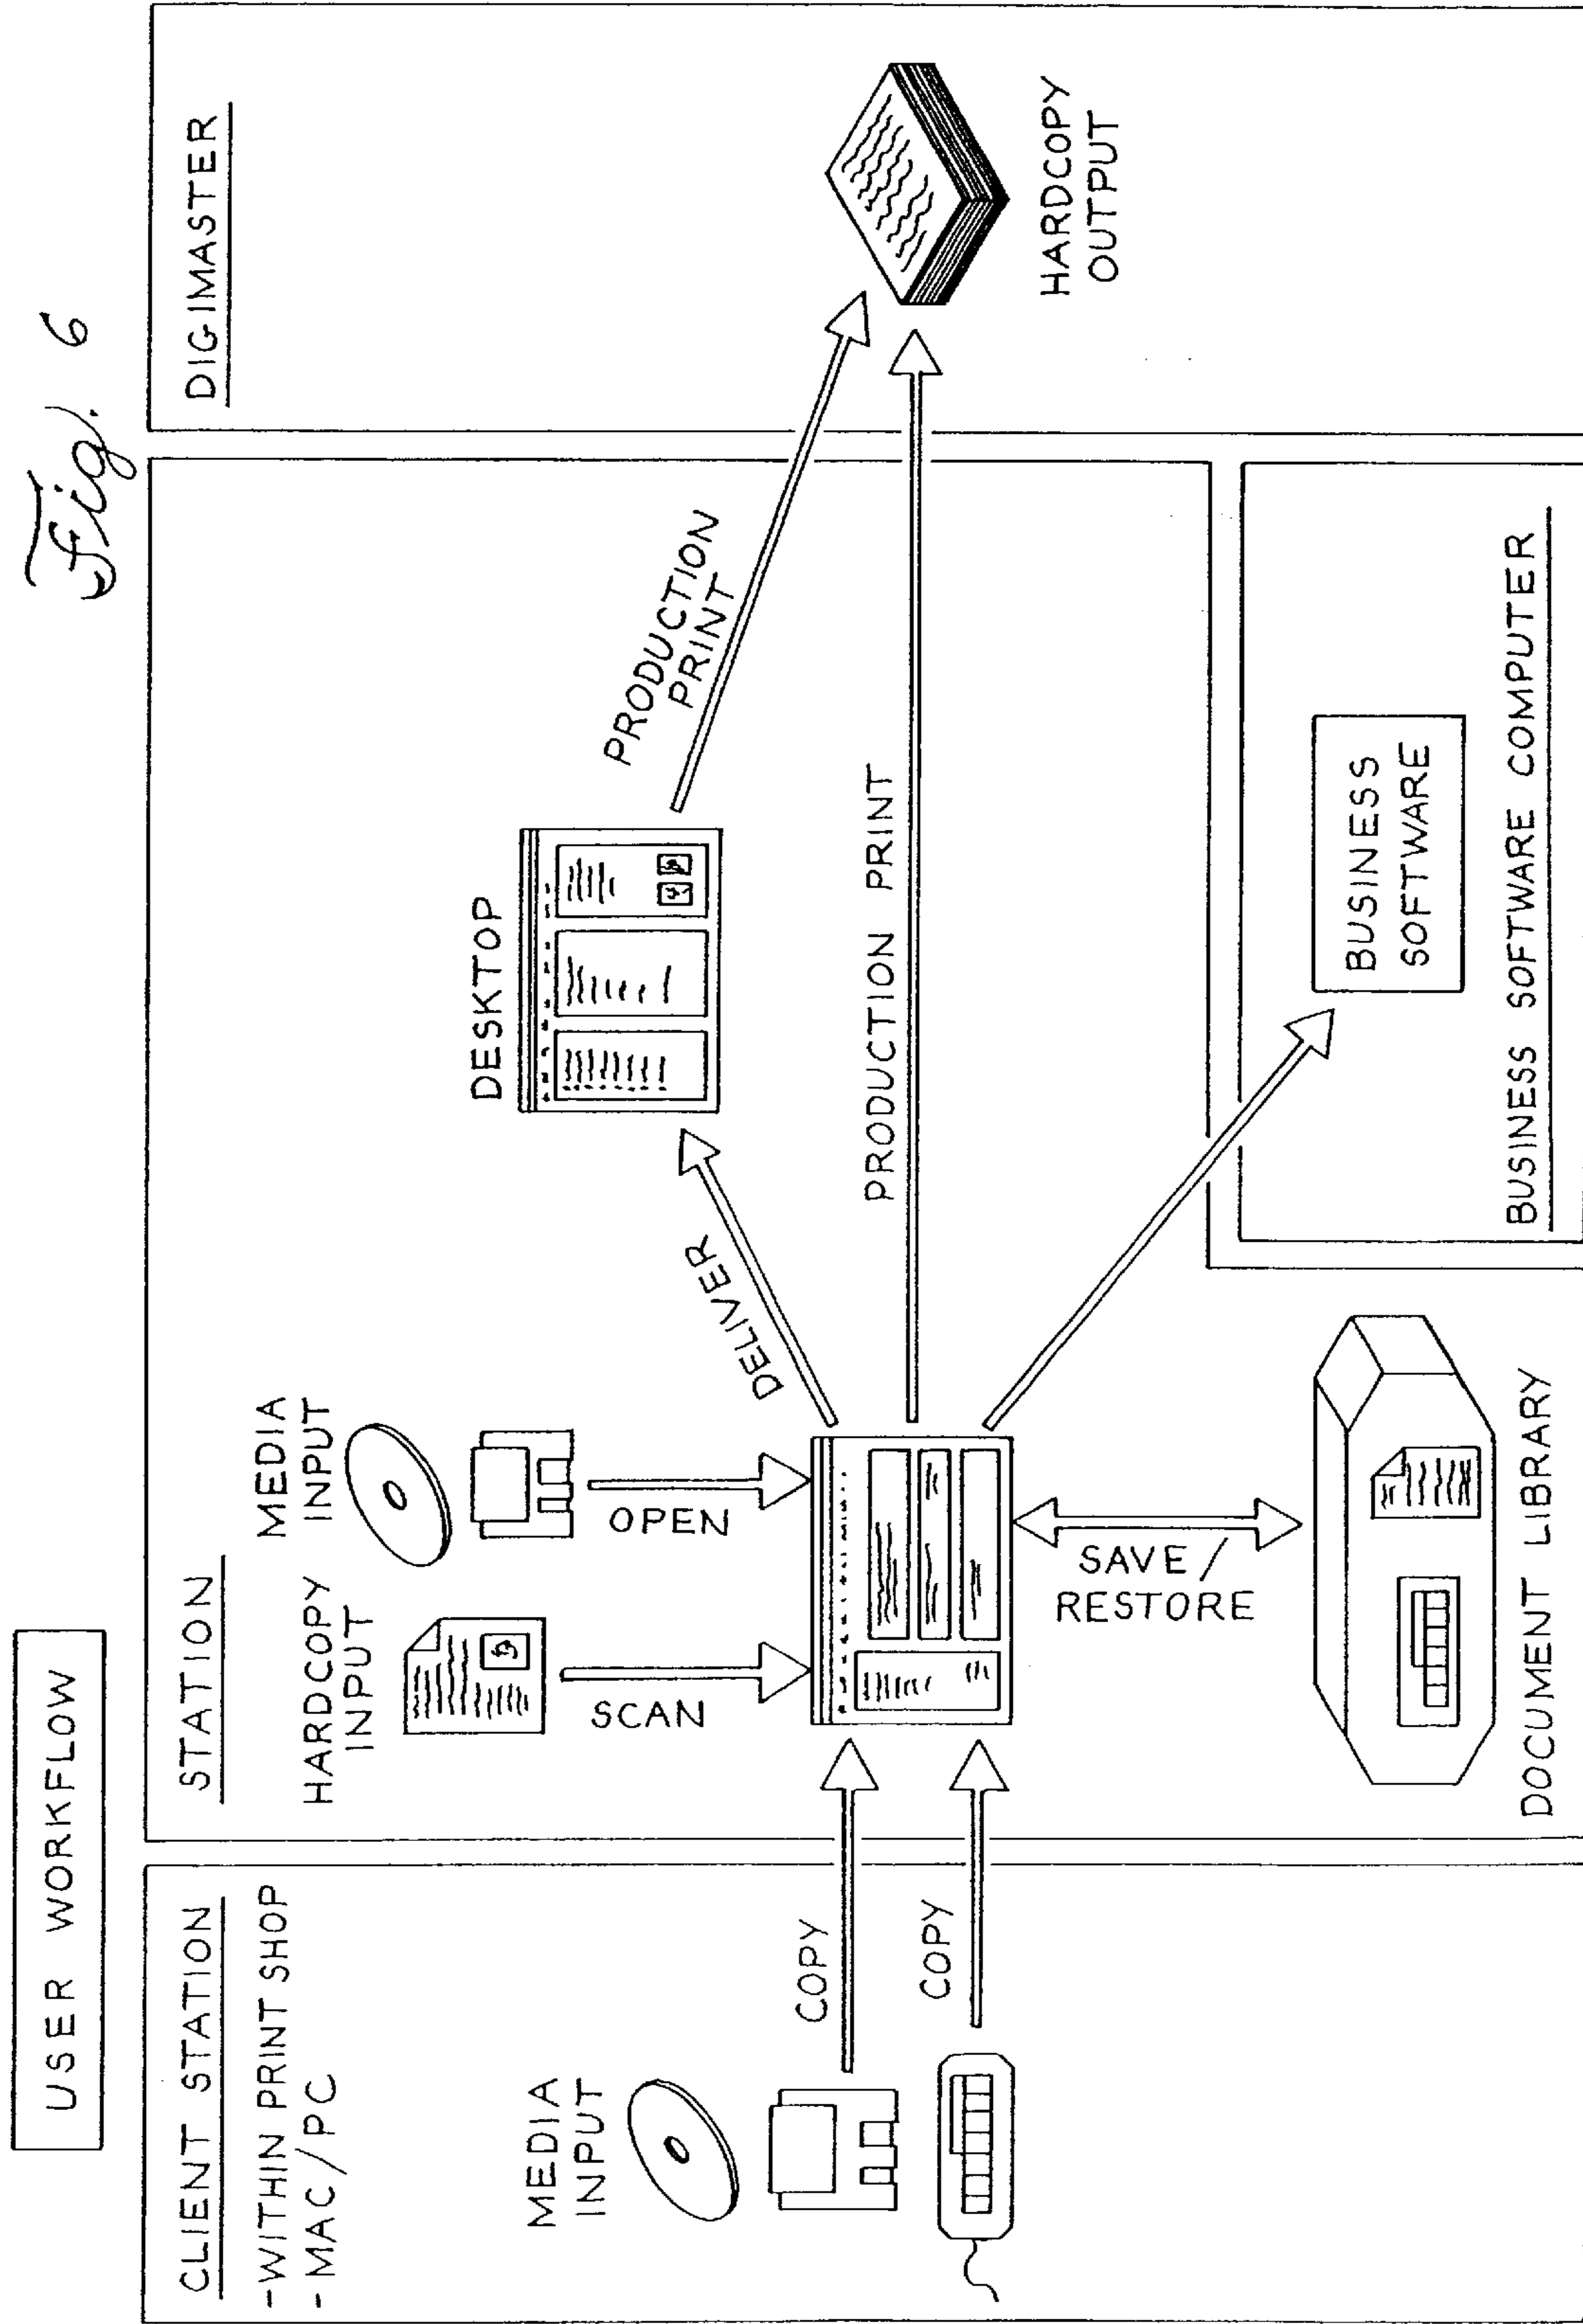 USER WORKFLOW
Fig. 6
CLIENT STATION
-WITHIN PRINT SHOP
- MAC/PC
MEDIA
INPUT
COPY
COPY
STATION
HARDCOPY
INPUT
SCAN
MEDIA
INPUT
OPEN
DELIVER
DESKTOP
PRODUCTION
PRINT
PRODUCTION PRINT
SAVE/
RESTORE
DOCUMENT LIBRARY
BUSINESS
SOFTWARE
BUSINESS SOFTWARE COMPUTER
DIGIMASTER
HARDCOPY
OUTPUT